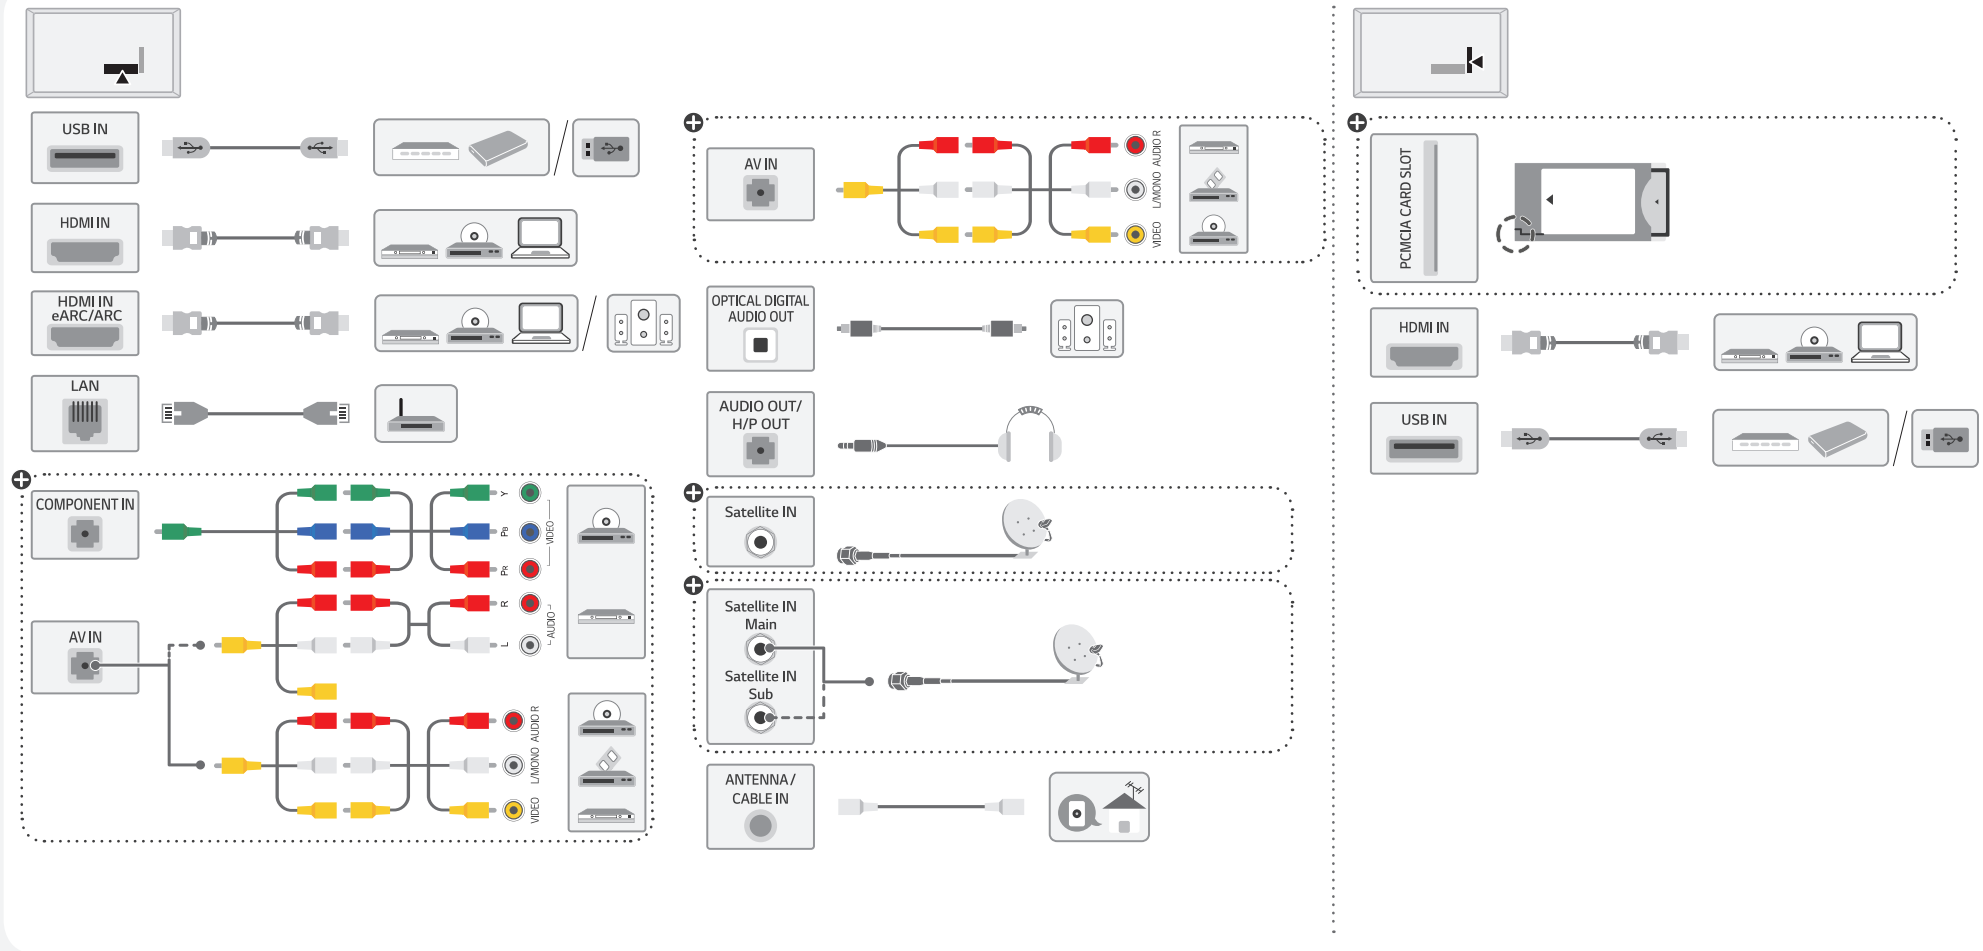 USB IN
HDMI IN
HDMI IN
eARC/ARC
LAN
COMPONENT IN
Y
PB
PR
VIDEO
R
L
AUDIO
AV IN
AUDIO R
L/MONO
VIDEO
AV IN
AUDIO R
L/MONO
VIDEO
OPTICAL DIGITAL
AUDIO OUT
AUDIO OUT/
H/P OUT
Satellite IN
Satellite IN
Main
Satellite IN
Sub
ANTENNA/
CABLE IN
PCMCIA CARD SLOT
HDMI IN
USB IN